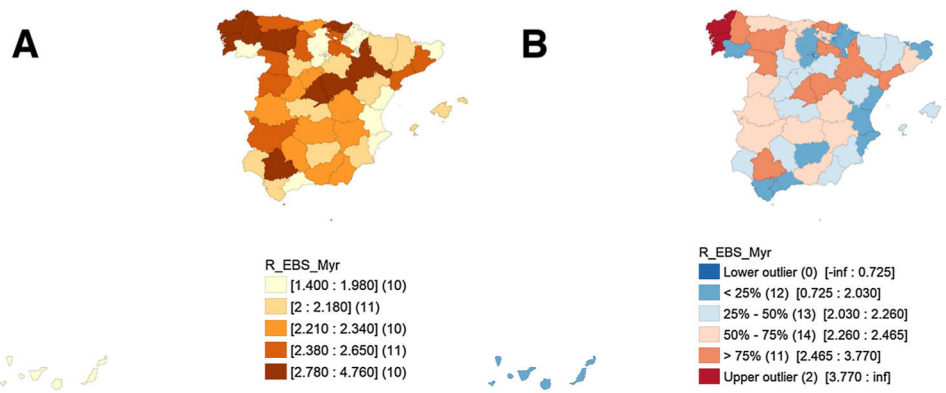 A
B
R_EBS_Myr
[1.400 : 1.980] (10)
[2 : 2.180] (11)
[2.210 : 2.340] (10)
[2.380 : 2.650] (11)
[2.780 : 4.760] (10)
R_EBS_Myr
Lower outlier (0) [-inf : 0.725]
< 25% (12) [0.725 : 2.030]
25% - 50% (13) [2.030 : 2.260]
50% - 75% (14) [2.260 : 2.465]
> 75% (11) [2.465 : 3.770]
Upper outlier (2) [3.770 : inf]